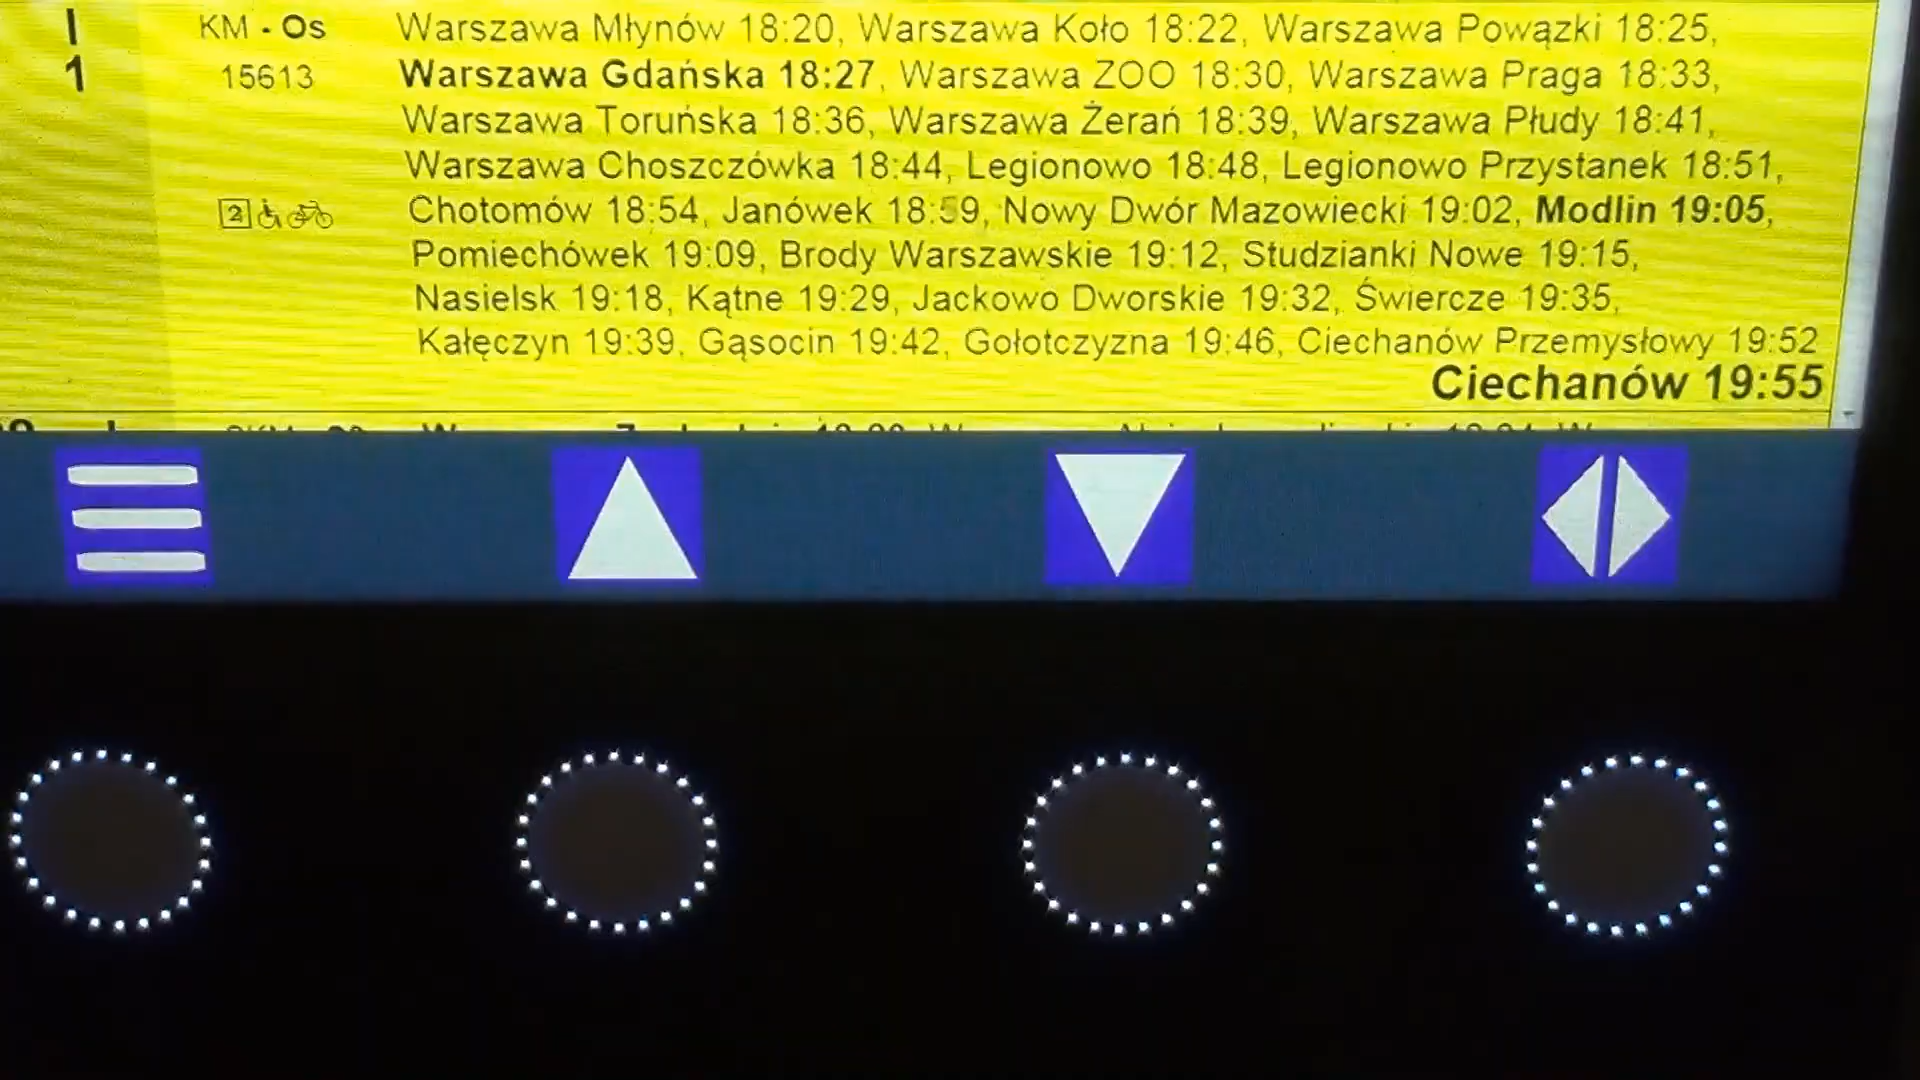 I KM - Os Warszawa Młynów 18:20, Warszawa Koło 18:22, Warszawa Powązki 18:25,
1 15613 Warszawa Gdańska 18:27, Warszawa ZOO 18:30, Warszawa Praga 18:33,
Warszawa Toruńska 18:36, Warszawa Żerań 18:39, Warszawa Płudy 18:41,
Warszawa Choszczówka 18:44, Legionowo 18:48, Legionowo Przystanek 18:51,
2 Chotomów 18:54, Janówek 18:59, Nowy Dwór Mazowiecki 19:02, Modlin 19:05,
Pomiechówek 19:09, Brody Warszawskie 19:12, Studzianki Nowe 19:15,
Nasielsk 19:18, Kątne 19:29, Jackowo Dworskie 19:32, Świercze 19:35,
Kałęczyn 19:39, Gąsocin 19:42, Gołotczyzna 19:46, Ciechanów Przemysłowy 19:52
Ciechanów 19:55